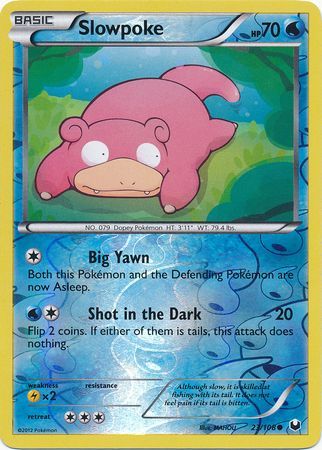 BASIC
Slowpoke
HP 70
NO. 079 Dopey Pokémon HT: 3'11" WT: 79.4 lbs.
Big Yawn
Both this Pokémon and the Defending Pokémon are
now Asleep.
Shot in the Dark 20
Flip 2 coins. If either of them is tails, this attack does
nothing.
weakness resistance
×2
retreat
Although slow, it is skilled at
fishing with its tail. It does not
feel pain if its tail is bitten.
©2012 Pokémon Illus. MAHOU 23/108